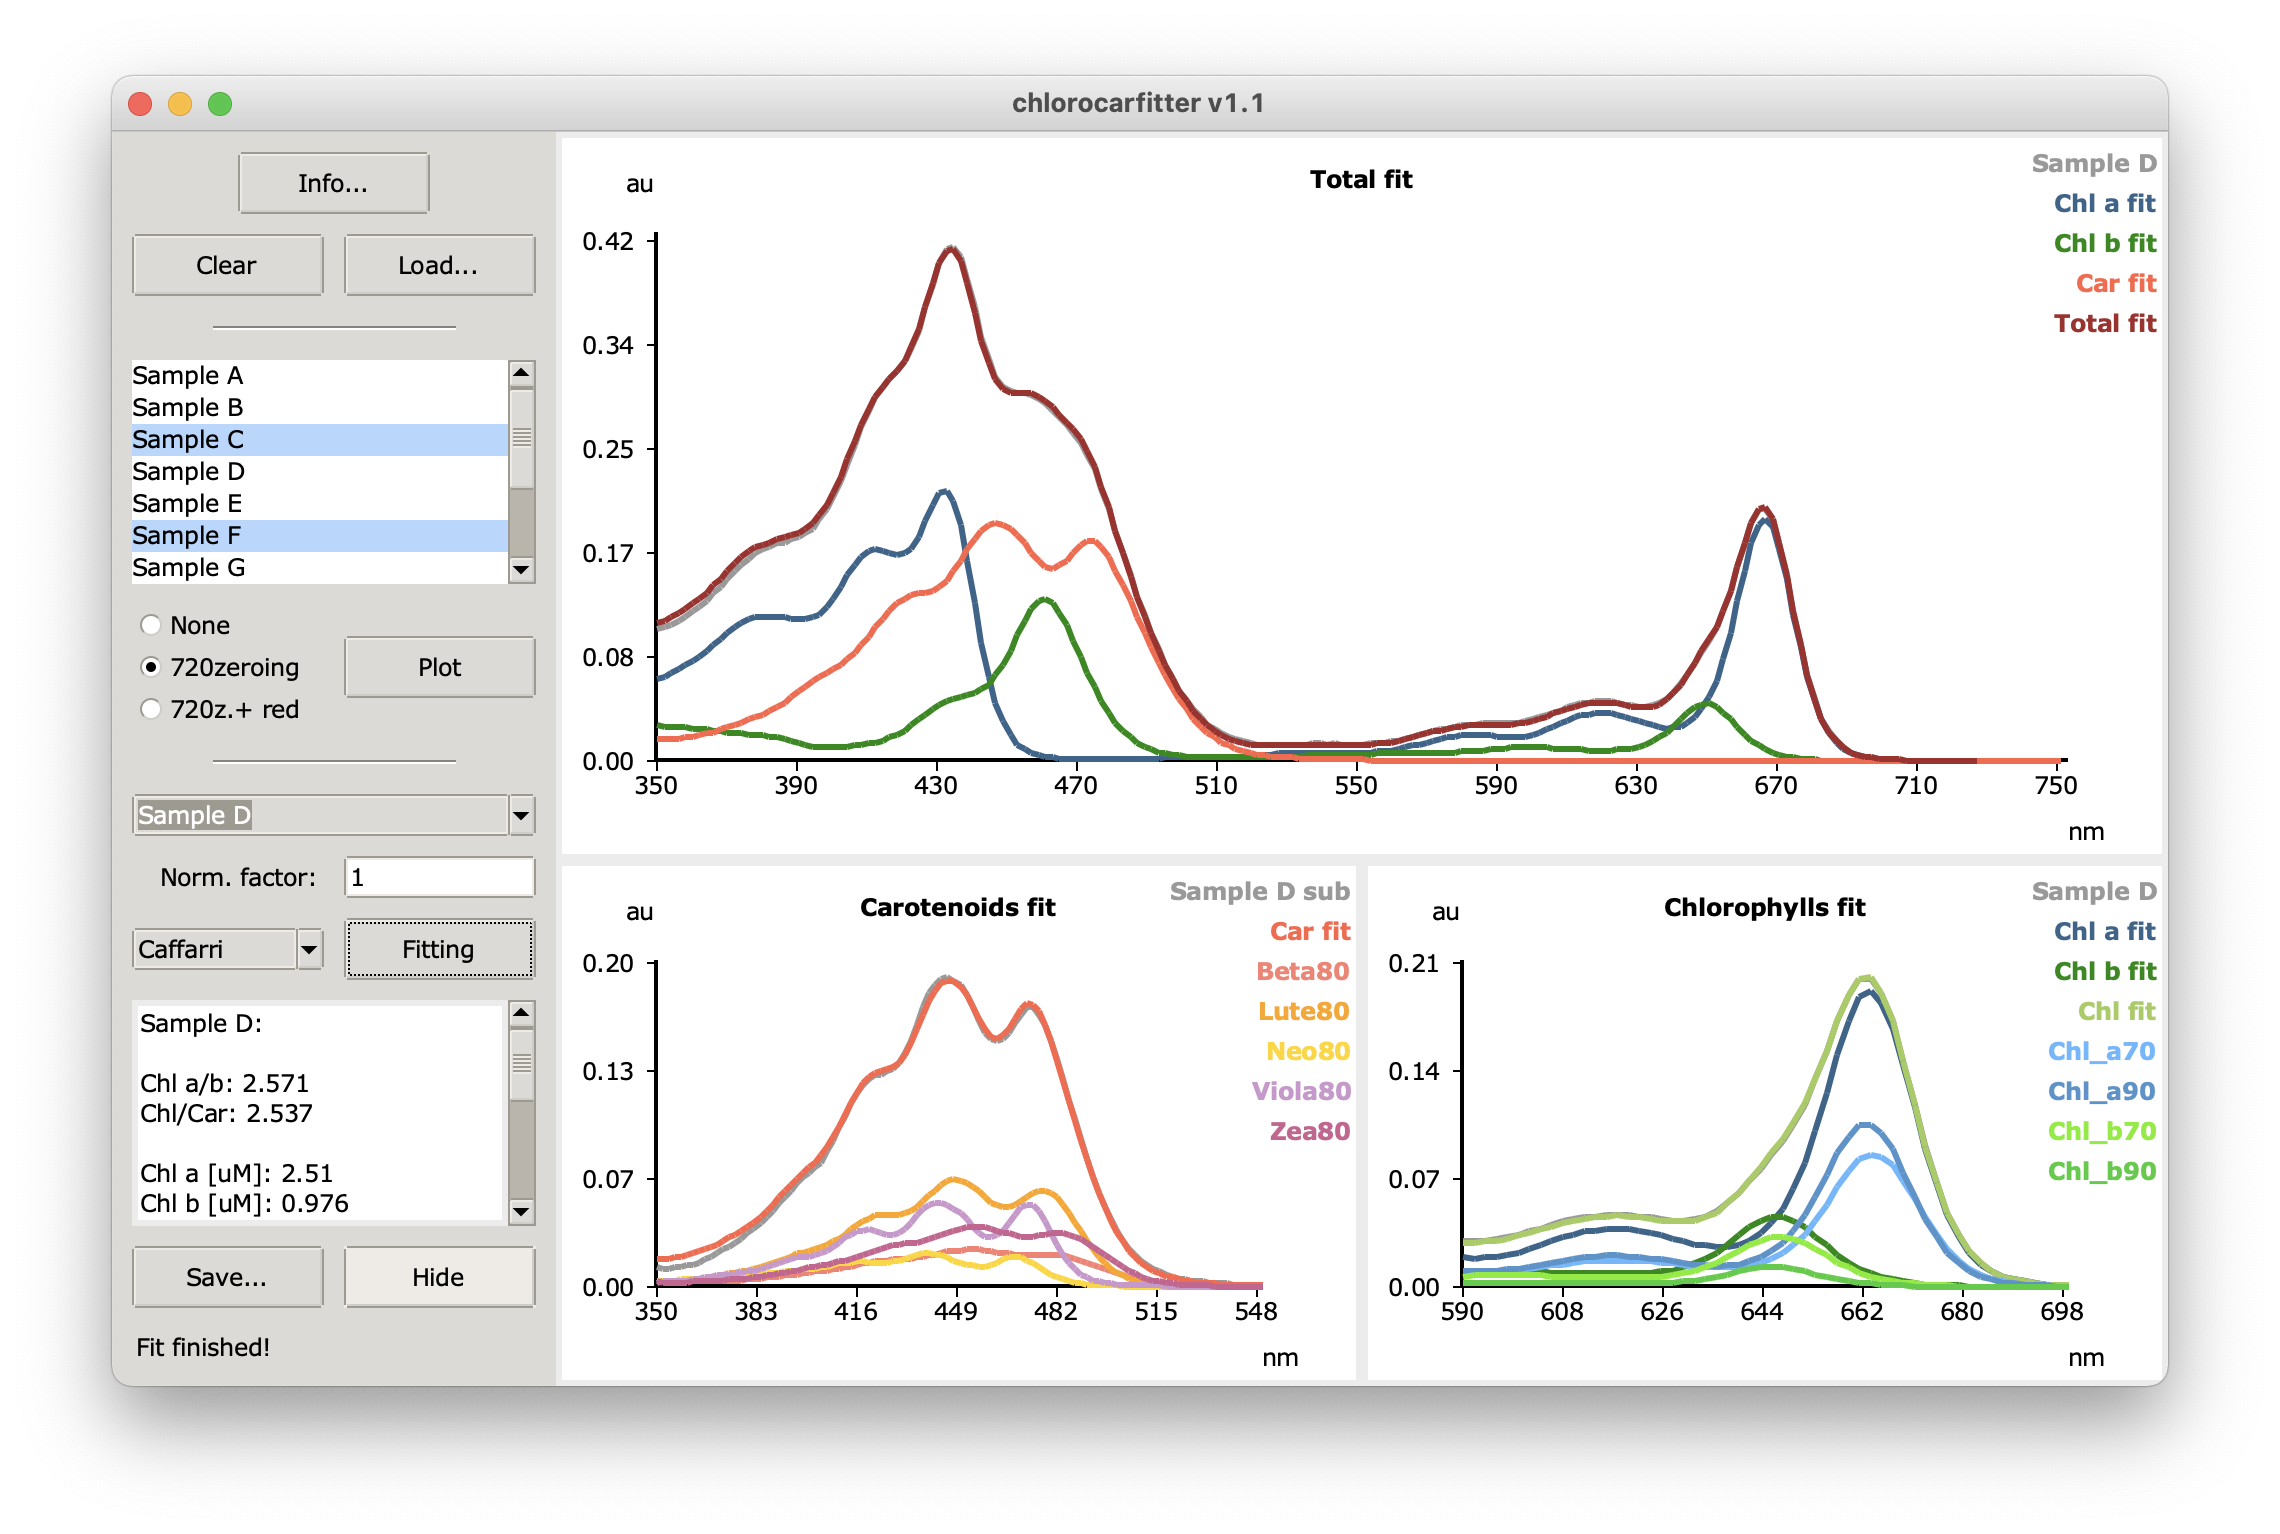 chlorocarfitter v1.1
Info...
Clear
Load...
Sample A
Sample B
Sample C
Sample D
Sample E
Sample F
Sample G
None
720zeroing
720z.+ red
Plot
Sample D
Norm. factor:
1
Caffarri
Fitting
Sample D:
Chl a/b: 2.571
Chl/Car: 2.537
Chl a [uM]: 2.51
Chl b [uM]: 0.976
Save...
Hide
Fit finished!
au
Total fit
Sample D
Chl a fit
Chl b fit
Car fit
Total fit
0.42
0.34
0.25
0.17
0.08
0.00
350 390 430 470 510 550 590 630 670 710 750
nm
au
Carotenoids fit
Sample D sub
Car fit
Beta80
Lute80
Neo80
Viola80
Zea80
0.20
0.13
0.07
0.00
350 383 416 449 482 515 548
nm
au
Chlorophylls fit
Sample D
Chl a fit
Chl b fit
Chl fit
Chl_a70
Chl_a90
Chl_b70
Chl_b90
0.21
0.14
0.07
0.00
590 608 626 644 662 680 698
nm